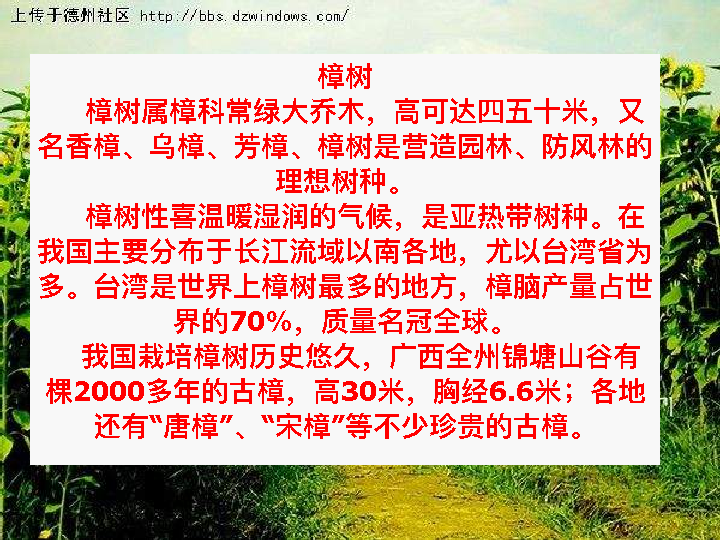 上传于德州社区 http://bbs.dzwindows.com/
樟树
樟树属樟科常绿大乔木，高可达四五十米，又
名香樟、乌樟、芳樟、樟树是营造园林、防风林的
理想树种。
樟树性喜温暖湿润的气候，是亚热带树种。在
我国主要分布于长江流域以南各地，尤以台湾省为
多。台湾是世界上樟树最多的地方，樟脑产量占世
界的70%，质量名冠全球。
我国栽培樟树历史悠久，广西全州锦塘山谷有
棵2000多年的古樟，高30米，胸经6.6米；各地
还有“唐樟”、“宋樟”等不少珍贵的古樟。